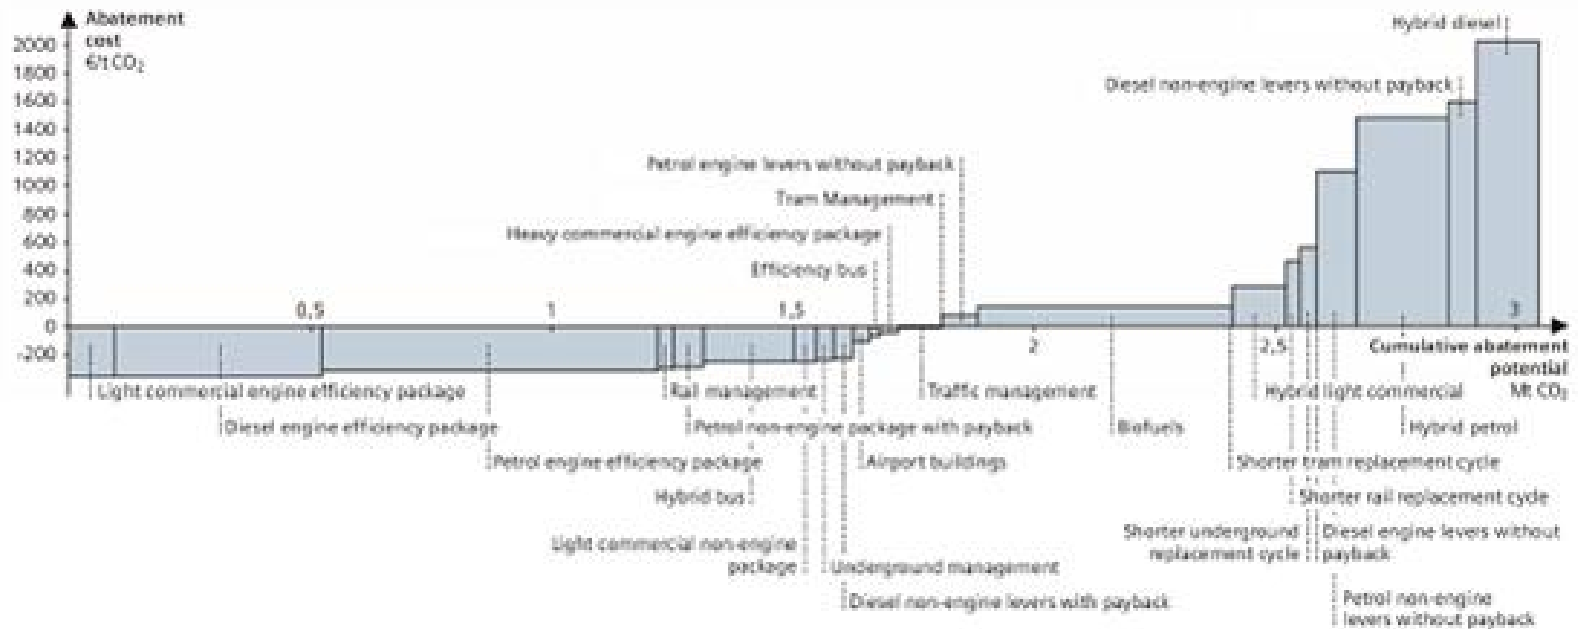 Abatement
cost
€/t CO₂
2000
1800
1600
1400
1200
1000
800
600
400
200
0
-200
0,5
1
1,5
2
2,5
3
Hybrid diesel
Diesel non-engine levers without payback
Petrol engine levers without payback
Tram Management
Heavy commercial engine efficiency package
Efficiency bus
Cumulative abatement
potential
Mt CO₂
Light commercial engine efficiency package
Rail management
Traffic management
Hybrid light commercial
Diesel engine efficiency package
Petrol non-engine package with payback
Biofuels
Hybrid petrol
Petrol engine efficiency package
Airport buildings
Shorter tram replacement cycle
Hybrid bus
Shorter rail replacement cycle
Light commercial non-engine
package
Underground management
Shorter underground
replacement cycle
Diesel engine levers without
payback
Diesel non-engine levers with payback
Petrol non-engine
levers without payback